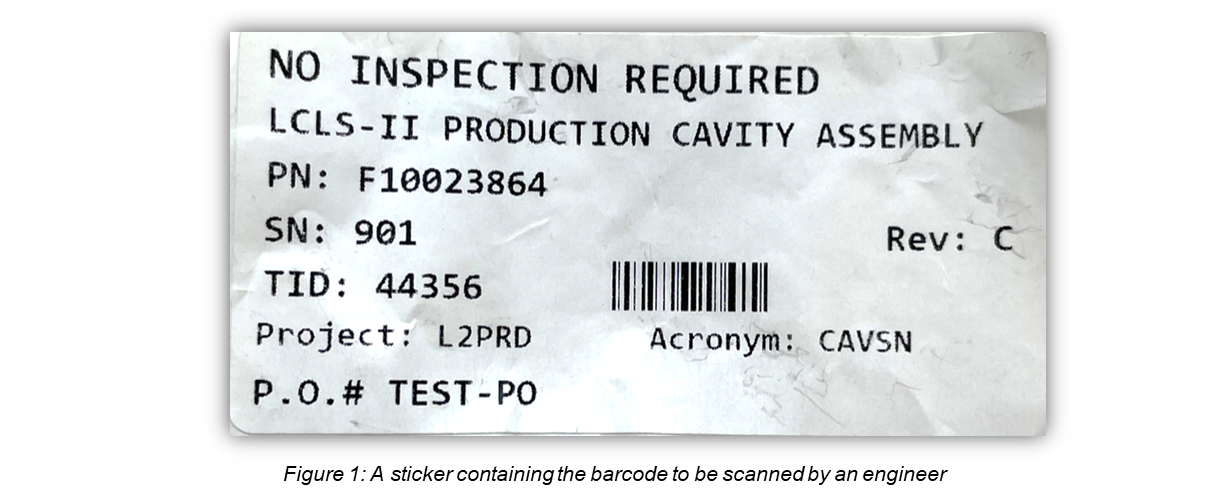 NO INSPECTION REQUIRED
LCLS-II PRODUCTION CAVITY ASSEMBLY
PN: F10023864
SN: 901
Rev: C
TID: 44356
Project: L2PRD
Acronym: CAVSN
P.O.# TEST-PO
Figure 1: A sticker containing the barcode to be scanned by an engineer